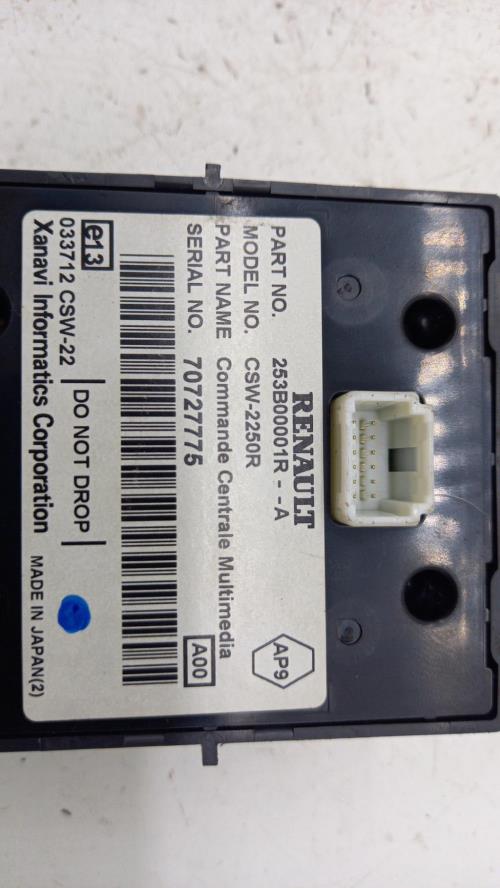 RENAULT
AP9
PART NO. 253B00001R--A
MODEL NO. CSW-2250R
PART NAME Commande Centrale Multimedia
SERIAL NO. 70727775
A00
e13
033712 CSW-22
DO NOT DROP
Xanavi Informatics Corporation MADE IN JAPAN(2)